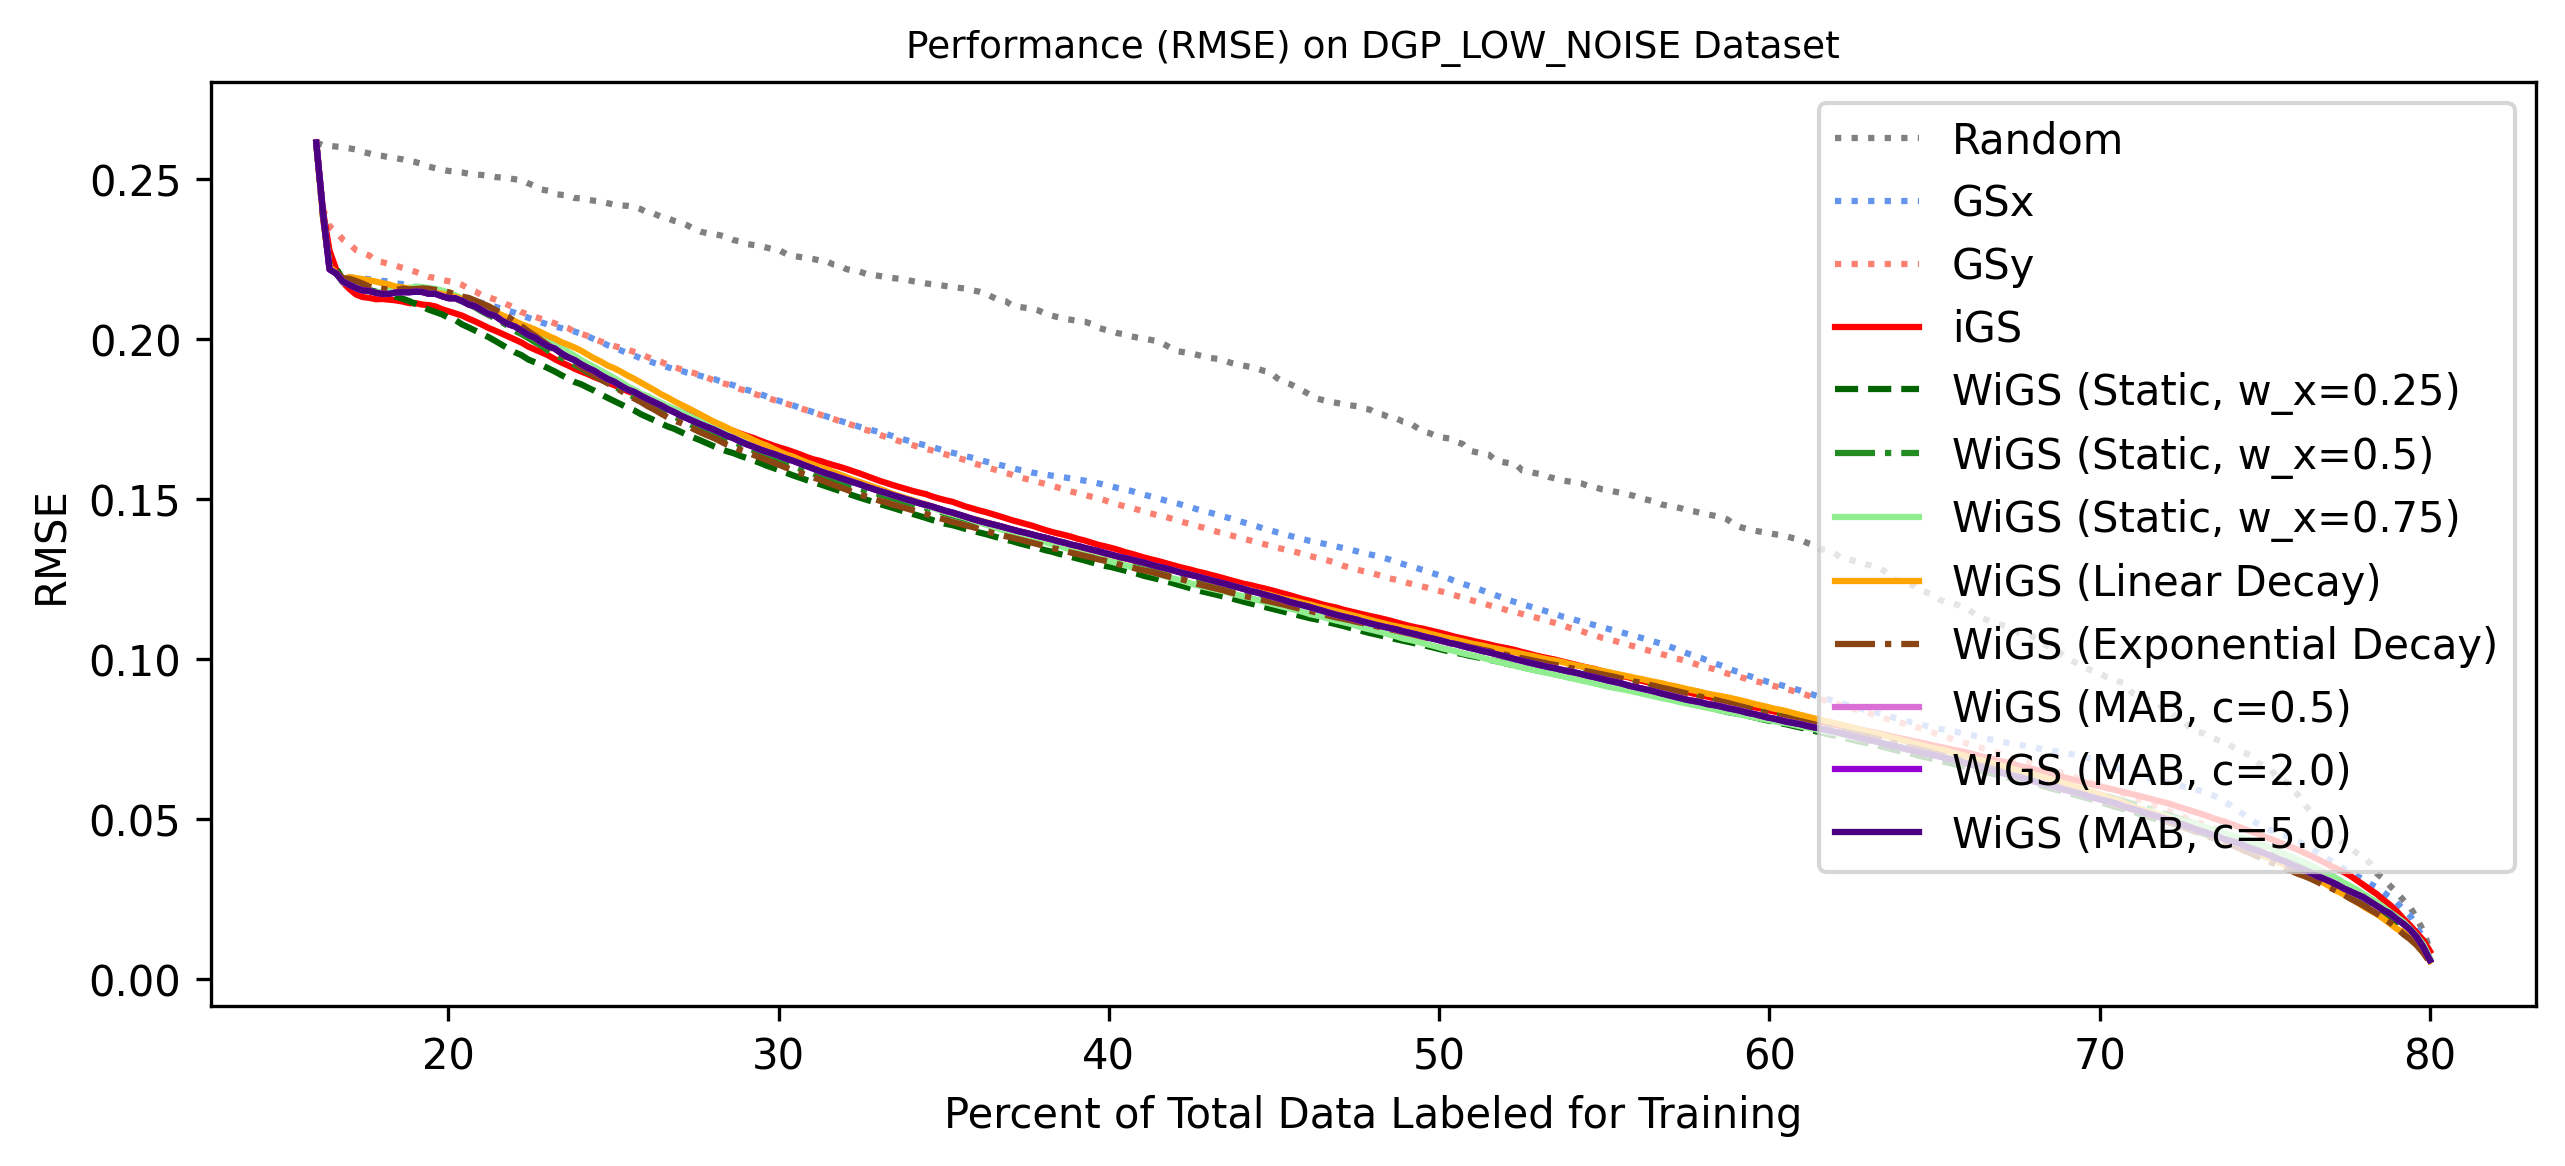 Performance (RMSE) on DGP_LOW_NOISE Dataset
RMSE
0.25
0.20
0.15
0.10
0.05
0.00
20 30 40 50 60 70 80
Percent of Total Data Labeled for Training
Random
GSx
GSy
iGS
WiGS (Static, w_x=0.25)
WiGS (Static, w_x=0.5)
WiGS (Static, w_x=0.75)
WiGS (Linear Decay)
WiGS (Exponential Decay)
WiGS (MAB, c=0.5)
WiGS (MAB, c=2.0)
WiGS (MAB, c=5.0)